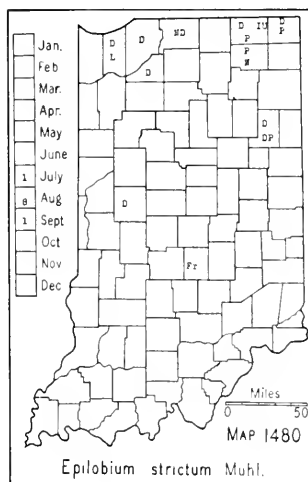 Jan.
Feb
Mar.
Apr.
May
June
1 July
8 Aug
1 Sept
Oct
Nov
Dec
D L
D
ND
D P
IU
D P
D
P N
D DP
D
Fr
Miles
0 50
MAP 1480
Epilobium strictum Muhl.